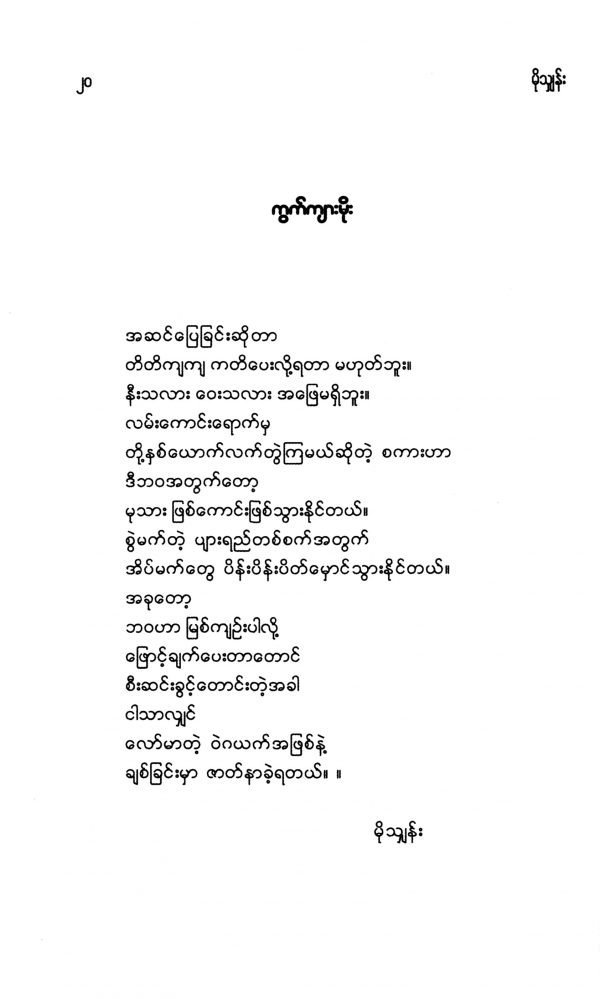 ၂၀
မိုသျှန်း
ကွက်ကျားမိုး
အဆင်ပြေခြင်းဆိုတာ
တိတိကျကျ ကတိပေးလို့ရတာ မဟုတ်ဘူး။
နီးသလား ဝေးသလား အဖြေမရှိဘူး။
လမ်းကောင်းရောက်မှ
တို့နှစ်ယောက်လက်တွဲကြမယ်ဆိုတဲ့ စကားဟာ
ဒီဘဝအတွက်တော့
မုသား ဖြစ်ကောင်းဖြစ်သွားနိုင်တယ်။
စွဲမက်တဲ့ ပျားရည်တစ်စက်အတွက်
အိပ်မက်တွေ ပိန်းပိန်းပိတ်မှောင်သွားနိုင်တယ်။
အခုတော့
ဘဝဟာ မြစ်ကျဉ်းပါလို့
ဖြောင့်ချက်ပေးတာတောင်
စီးဆင်းခွင့်တောင်းတဲ့အခါ
ငါသာလျှင်
လော်မာတဲ့ ဝဲဂယက်အဖြစ်နဲ့
ချစ်ခြင်းမှာ ဇာတ်နာခဲ့ရတယ်။ ။
မိုသျှန်း